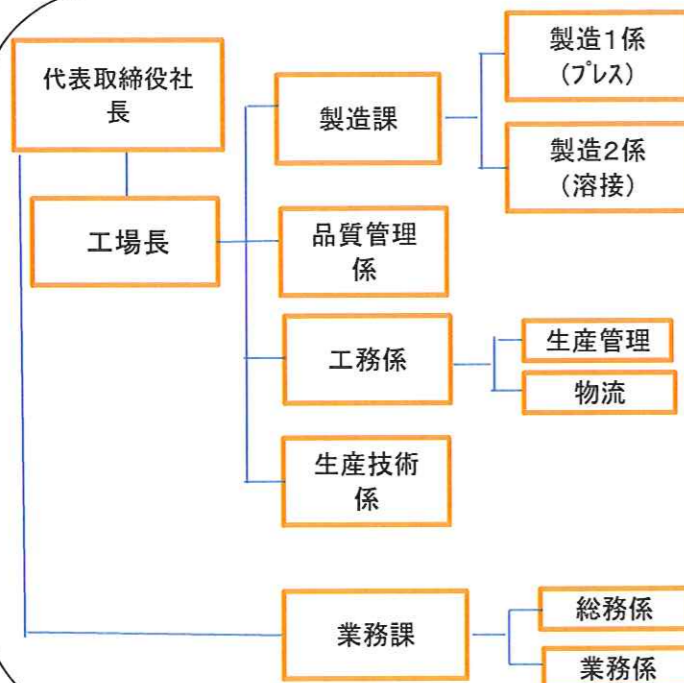 代表取締役社
長
工場長
製造課
製造1係
(プレス)
製造2係
(溶接)
品質管理
係
工務係
生産管理
物流
生産技術
係
業務課
総務係
業務係